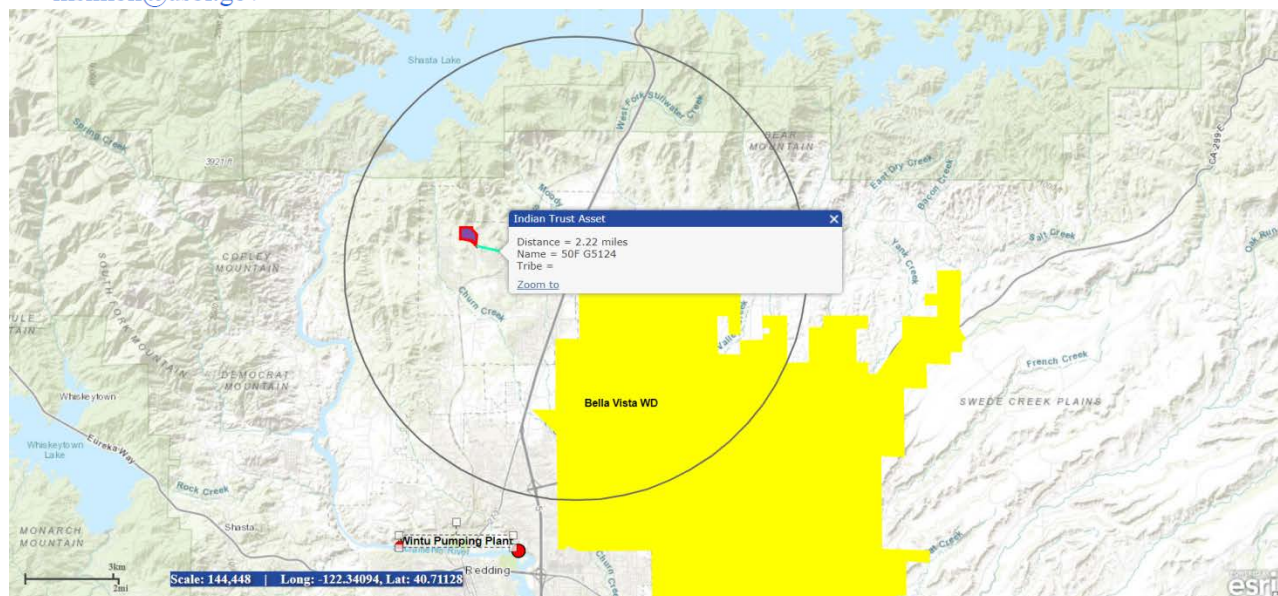 Shasta Lake
West Fork Stillwater Creek
Spring Creek
3921 ft
BEAR
MOUNTAIN
East Dry Creek
Bacon Creek
CA-299 E
Moody
Indian Trust Asset
Distance = 2.22 miles
Name = 50F G5124
Tribe =
Zoom to
Salt Creek
Oak Run
Yank Creek
COPLEY
MOUNTAIN
SOUTH FORK MOUNTAIN
Churn Creek
French Creek
DEMOCRAT
MOUNTAIN
Whiskeytown
Bella Vista WD
SWEDE CREEK PLAINS
Whiskeytown
Lake
Eureka Way
Rock Creek
MONARCH
MOUNTAIN
Shasta
Wintu Pumping Plant
Redding
Churn Creek
3km
2mi
Scale: 144,448 | Long: -122.34094, Lat: 40.71128
esri